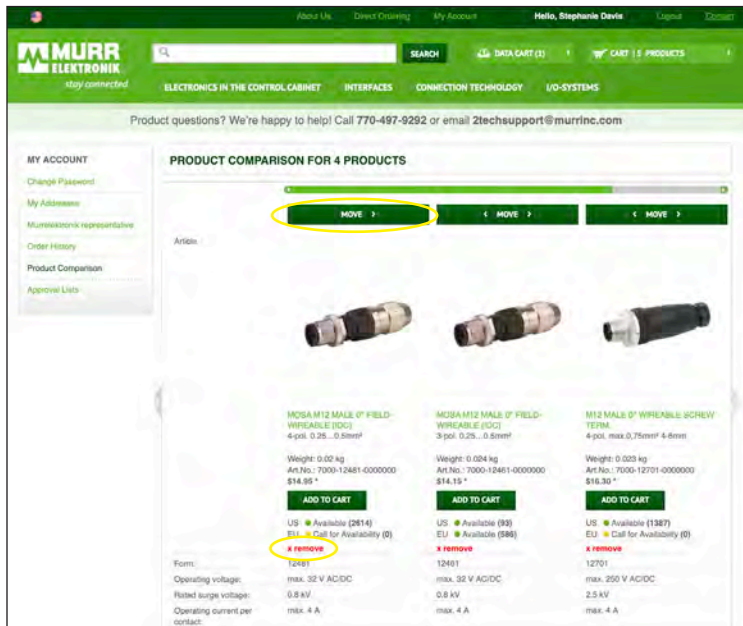 About Us Direct Ordering My Account Hello, Stephanie Davis Logout Contact
MURR
ELEKTRONIK
stay connected
SEARCH DATA CART (1) CART | 5 PRODUCTS
ELECTRONICS IN THE CONTROL CABINET INTERFACES CONNECTION TECHNOLOGY I/O-SYSTEMS
Product questions? We're happy to help! Call 770-497-9292 or email 2techsupport@murrinc.com
MY ACCOUNT
Change Password
My Addresses
Murrelektronik representative
Order History
Product Comparison
Approval Lists
PRODUCT COMPARISON FOR 4 PRODUCTS
MOVE > < MOVE > < MOVE >
Article
MOSA M12 MALE 0° FIELD-WIREABLE (IDC)
4-pol. 0.25...0.5mm²
Weight: 0.02 kg
Art.No.: 7000-12481-0000000
$14.95 *
ADD TO CART
US Available (2614)
EU Call for Availability (0)
x remove
MOSA M12 MALE 0° FIELD-WIREABLE (IDC)
3-pol. 0.25...0.5mm²
Weight: 0.024 kg
Art.No.: 7000-12461-0000000
$14.15 *
ADD TO CART
US Available (93)
EU Available (586)
x remove
M12 MALE 0° WIREABLE SCREW TERM.
4-pol. max.0,75mm² 4-6mm
Weight: 0.023 kg
Art.No.: 7000-12701-0000000
$16.30 *
ADD TO CART
US Available (1387)
EU Call for Availability (0)
x remove
Form: 12481 12461 12701
Operating voltage: max. 32 V AC/DC max. 32 V AC/DC max. 250 V AC/DC
Rated surge voltage: 0.8 kV 0.8 kV 2.5 kV
Operating current per contact: max. 4 A max. 4 A max. 4 A